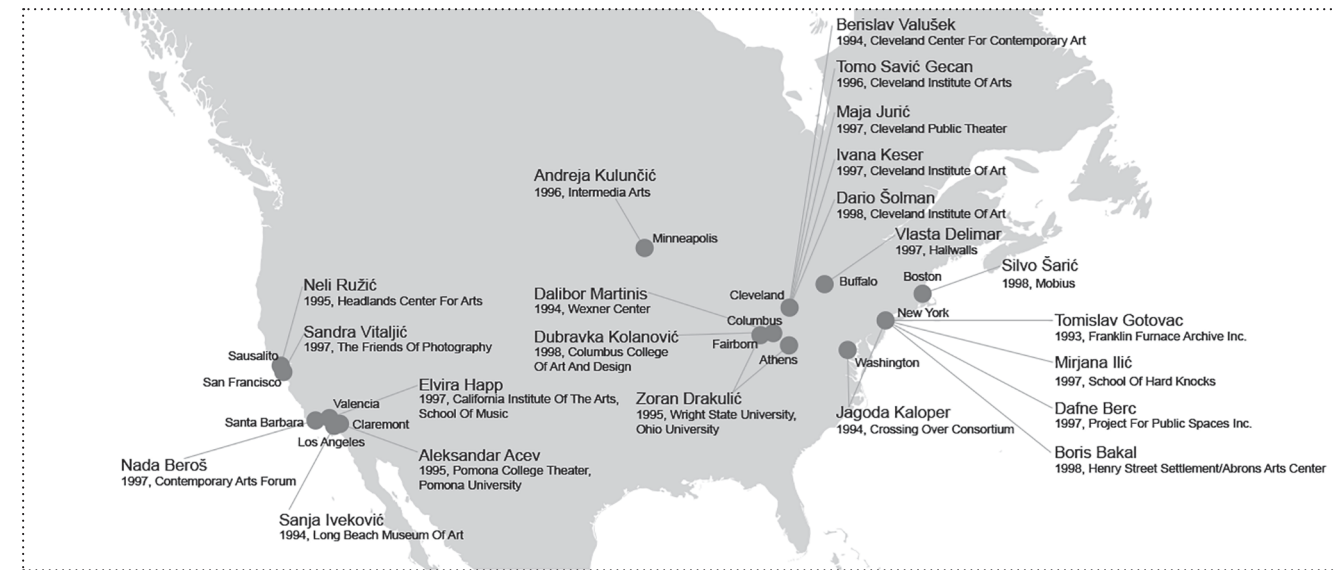 Berislav Valušek
1994, Cleveland Center For Contemporary Art
Tomo Savić Gecan
1996, Cleveland Institute Of Arts
Maja Jurić
1997, Cleveland Public Theater
Ivana Keser
1997, Cleveland Institute Of Art
Dario Šolman
1998, Cleveland Institute Of Art
Vlasta Delimar
1997, Hallwalls
Silvo Šarić
1998, Mobius
Andreja Kulunčić
1996, Intermedia Arts
Minneapolis
Buffalo
Boston
Cleveland
New York
Columbus
Fairborn
Athens
Washington
Neli Ružić
1995, Headlands Center For Arts
Sandra Vitaljić
1997, The Friends Of Photography
Sausalito
San Francisco
Dalibor Martinis
1994, Wexner Center
Dubravka Kolanović
1998, Columbus College
Of Art And Design
Zoran Drakulić
1995, Wright State University,
Ohio University
Jagoda Kaloper
1994, Crossing Over Consortium
Tomislav Gotovac
1993, Franklin Furnace Archive Inc.
Mirjana Ilić
1997, School Of Hard Knocks
Dafne Berc
1997, Project For Public Spaces Inc.
Boris Bakal
1998, Henry Street Settlement/Abrons Arts Center
Elvira Happ
1997, California Institute Of The Arts,
School Of Music
Valencia
Santa Barbara
Claremont
Los Angeles
Aleksandar Acev
1995, Pomona College Theater,
Pomona University
Nada Beroš
1997, Contemporary Arts Forum
Sanja Iveković
1994, Long Beach Museum Of Art